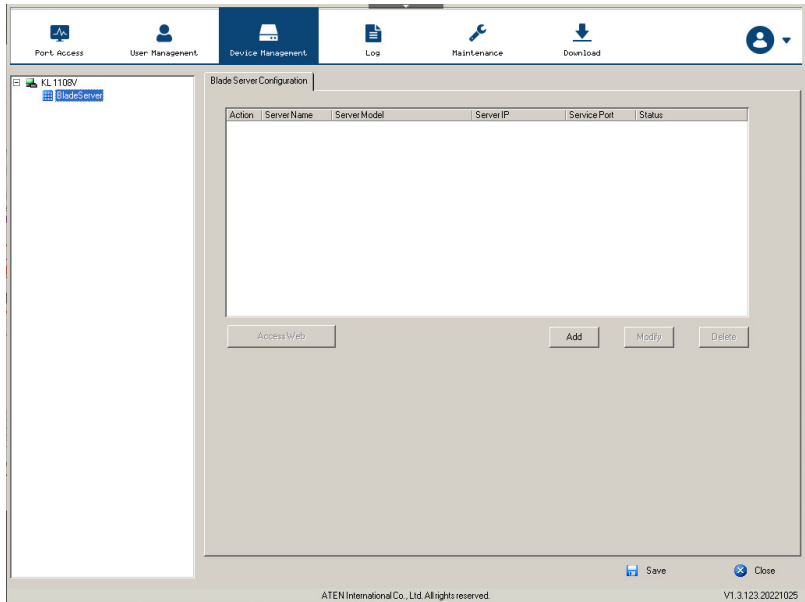 Port Access User Management Device Management Log Maintenance Download
KL1108V
BladeServer
Blade Server Configuration
Action Server Name Server Model Server IP Service Port Status
Access Web Add Modify Delete
Save Close
ATEN International Co., Ltd. All rights reserved. V1.3.123.20221025